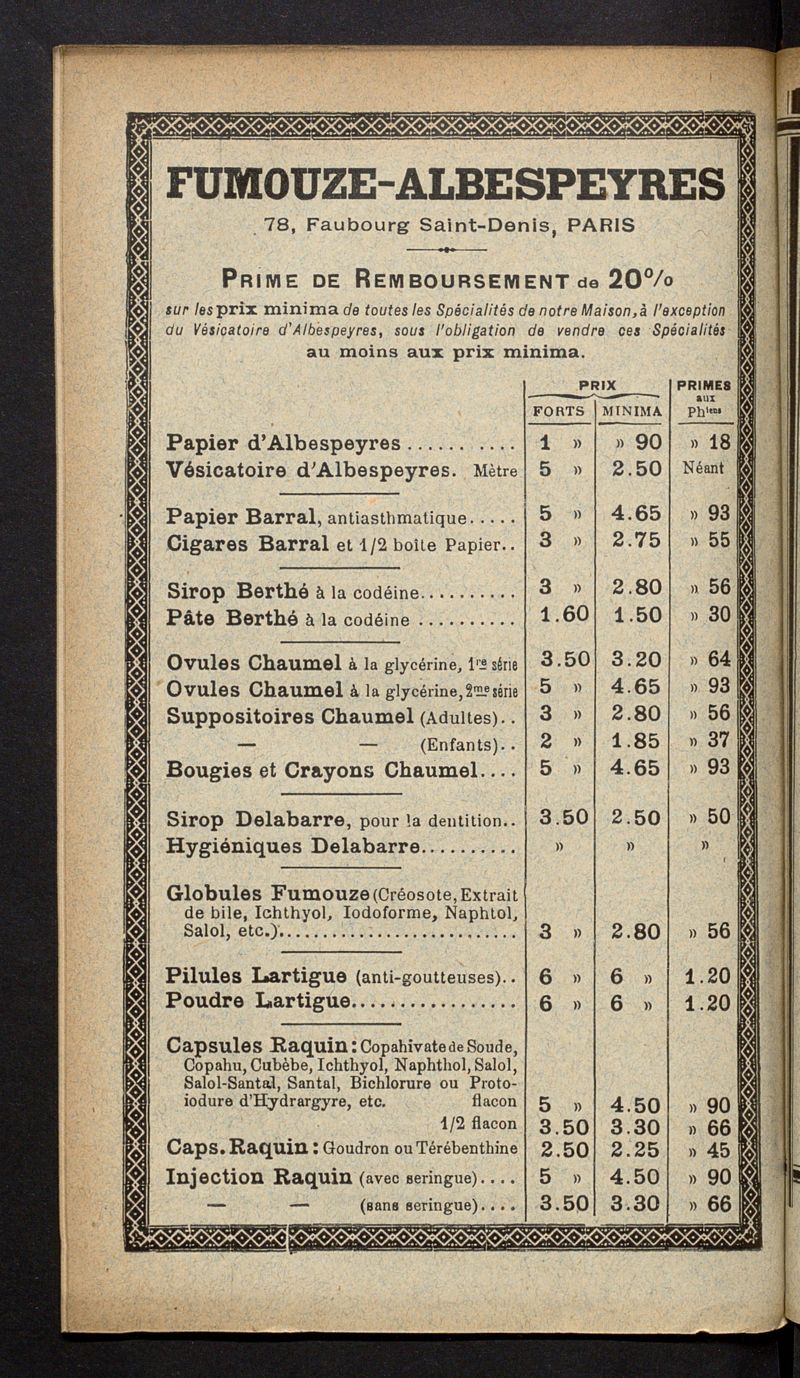 FUMOUZE-ALBESPEYRES
78, Faubourg Saint-Denis, PARIS
PRIME DE REMBOURSEMENT de 20%
sur les prix minima de toutes les Spécialités de notre Maison, à l'exception
du Vésicatoire d'Albespeyres, sous l'obligation de vendre ces Spécialités
au moins aux prix minima.
PRIX PRIMES
aux
FORTS MINIMA Phiens
Papier d'Albespeyres .......... 1 » » 90 » 18
Vésicatoire d'Albespeyres. Mètre 5 » 2.50 Néant
Papier Barral, antiasthmatique..... 5 » 4.65 » 93
Cigares Barral et 1/2 boîte Papier.. 3 » 2.75 » 55
Sirop Berthé à la codéine.......... 3 » 2.80 » 56
Pâte Berthé à la codéine .......... 1.60 1.50 » 30
Ovules Chaumel à la glycérine, 1re série 3.50 3.20 » 64
Ovules Chaumel à la glycérine, 2me série 5 » 4.65 » 93
Suppositoires Chaumel (Adultes).. 3 » 2.80 » 56
— — (Enfants).. 2 » 1.85 » 37
Bougies et Crayons Chaumel.... 5 » 4.65 » 93
Sirop Delabarre, pour la dentition.. 3.50 2.50 » 50
Hygiéniques Delabarre.......... » » »
Globules Fumouze (Créosote, Extrait
de bile, Ichthyol, Iodoforme, Naphtol,
Salol, etc.).......................... 3 » 2.80 » 56
Pilules Lartigue (anti-goutteuses).. 6 » 6 » 1.20
Poudre Lartigue................. 6 » 6 » 1.20
Capsules Raquin: Copahivate de Soude,
Copahu, Cubèbe, Ichthyol, Naphthol, Salol,
Salol-Santal, Santal, Bichlorure ou Proto-
iodure d'Hydrargyre, etc. flacon 5 » 4.50 » 90
1/2 flacon 3.50 3.30 » 66
Caps. Raquin: Goudron ou Térébenthine 2.50 2.25 » 45
Injection Raquin (avec seringue).... 5 » 4.50 » 90
— — (sans seringue).... 3.50 3.30 » 66